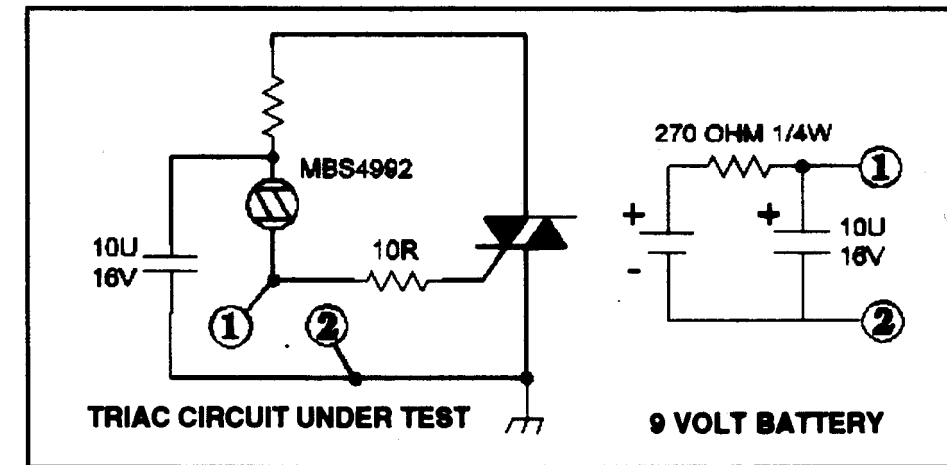 MBS4992
10U
16V
10R
1
2
TRIAC CIRCUIT UNDER TEST
270 OHM 1/4W
1
+
-
+
10U
16V
2
9 VOLT BATTERY